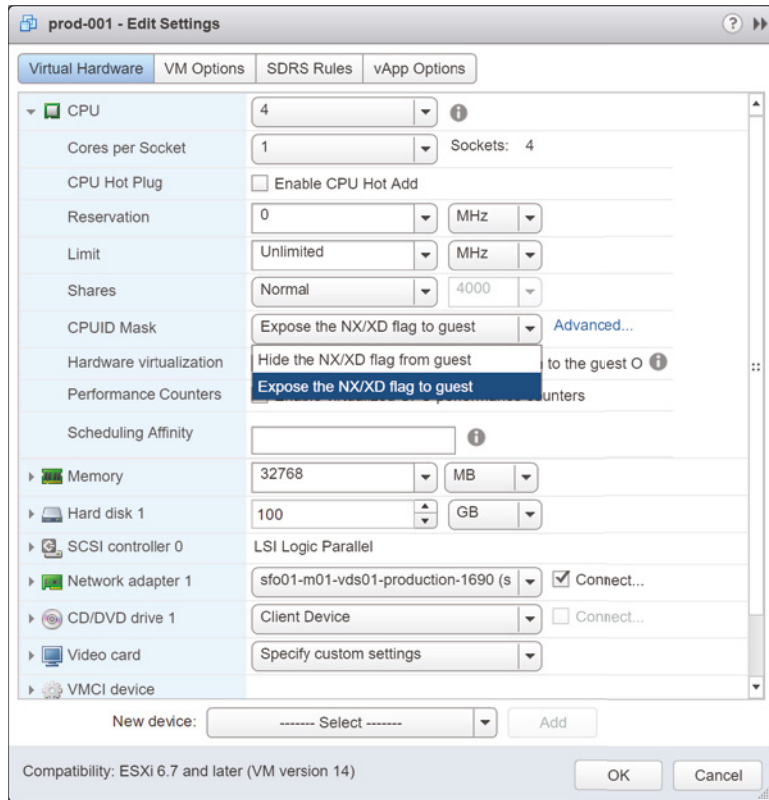 prod-001 - Edit Settings
Virtual Hardware VM Options SDRS Rules vApp Options
CPU 4
Cores per Socket 1 Sockets: 4
CPU Hot Plug Enable CPU Hot Add
Reservation 0 MHz
Limit Unlimited MHz
Shares Normal 4000
CPUID Mask Expose the NX/XD flag to guest Advanced...
Hide the NX/XD flag from guest
Hardware virtualization to the guest O
Expose the NX/XD flag to guest
Performance Counters counters
Scheduling Affinity
Memory 32768 MB
Hard disk 1 100 GB
SCSI controller 0 LSI Logic Parallel
Network adapter 1 sfo01-m01-vds01-production-1690 (s Connect...
CD/DVD drive 1 Client Device Connect...
Video card Specify custom settings
VMCI device
New device: ------- Select ------- Add
Compatibility: ESXi 6.7 and later (VM version 14) OK Cancel